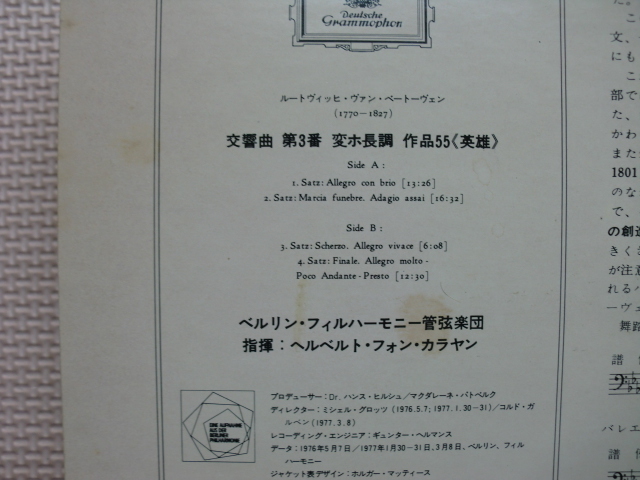 Deutsche
Grammophon
ルートヴィッヒ・ヴァン・ベートーヴェン
(1770－1827)
交響曲 第3番 変ホ長調 作品55《英雄》
Side A :
1. Satz: Allegro con brio [13:26]
2. Satz: Marcia funebre. Adagio assai [16:32]
Side B :
3. Satz: Scherzo. Allegro vivace [6:08]
4. Satz: Finale. Allegro molto -
Poco Andante - Presto [12:30]
ベルリン・フィルハーモニー管弦楽団
指揮：ヘルベルト・フォン・カラヤン
EINE AUFNAHME
AUS DER
BERLINER
PHILHARMONIE
プロデューサー：Dr. ハンス・ヒルシュ／マクダレーネ・パドベルク
ディレクター：ミシェル・グロッツ (1976.5.7; 1977.1.30－31)／コルド・ガ
ルベン (1977.3.8)
レコーディング・エンジニア：ギュンター・ヘルマンス
データ：1976年5月7日／1977年1月30－31日、3月8日、ベルリン、フィル
ハーモニー
ジャケット表デザイン：ホルガー・マッティース
た。
こ
文、
にも
こ
部で
た、
かわ
また
1801
のな
で、
の創造
きくさ
が注意
れる
ーヴェ
舞踏
譜
バレエ
譜